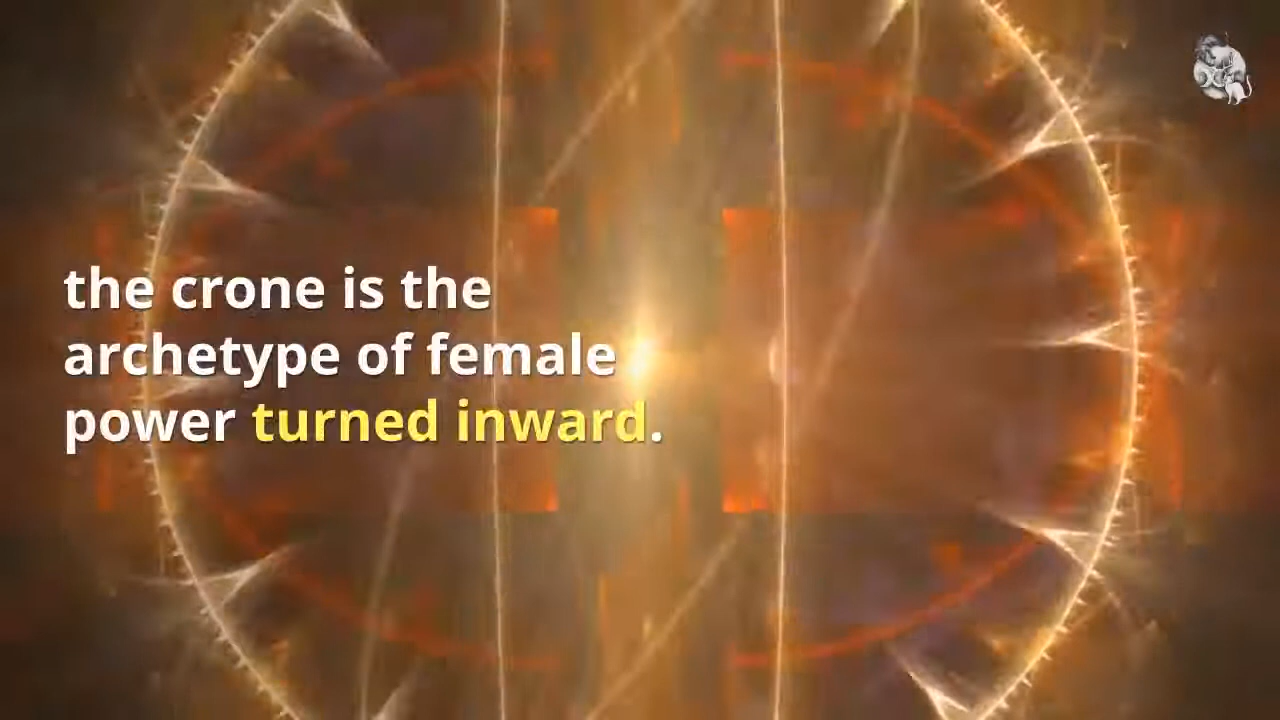 the crone is the
archetype of female
power turned inward.